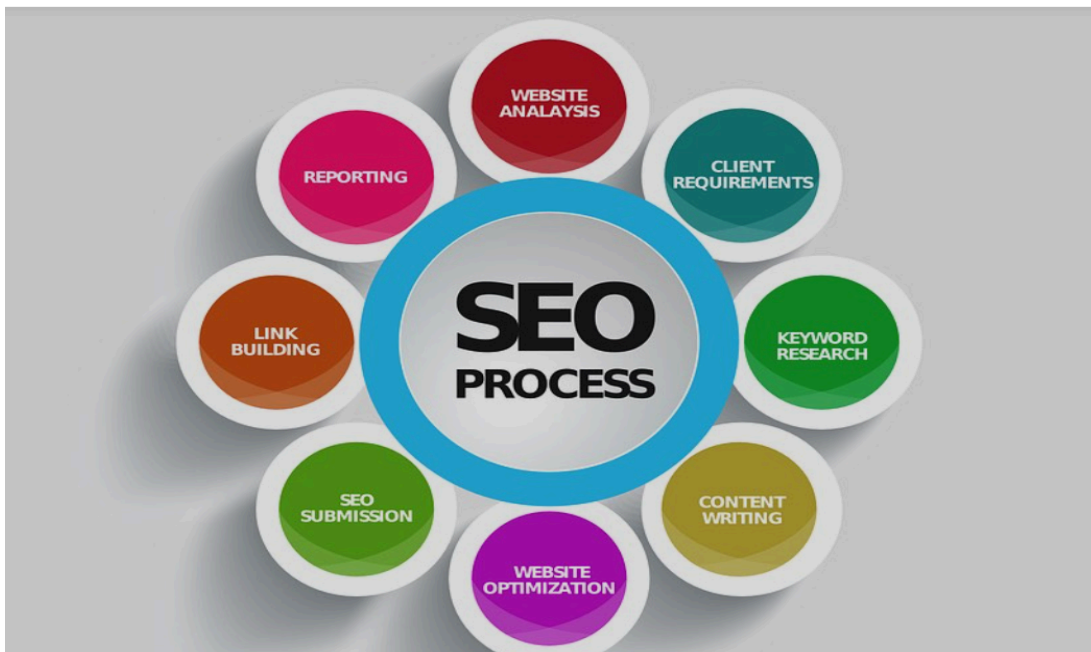 WEBSITE
ANALAYSIS
CLIENT
REQUIREMENTS
KEYWORD
RESEARCH
CONTENT
WRITING
WEBSITE
OPTIMIZATION
SEO
SUBMISSION
LINK
BUILDING
REPORTING
SEO
PROCESS